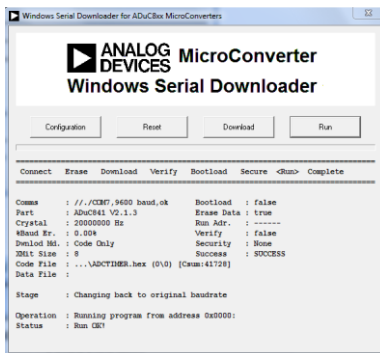 Windows Serial Downloader for ADuC8xx MicroConverters
ANALOG DEVICES MicroConverter
Windows Serial Downloader
Configuration Reset Download Run
Connect Erase Download Verify Bootload Secure <Run> Complete
Comms : //./COM7,9600 baud,ok Bootload : false
Part : ADuC841 V2.1.3 Erase Data : true
Crystal : 20000000 Hz Run Adr. : ------
%Baud Er. : 0.00% Verify : false
Dwnlod Md. : Code Only Security : None
XMit Size : 8 Success : SUCCESS
Code File : ...\ADCTIMER.hex (0\0) [Csum:41728]
Data File :
Stage : Changing back to original baudrate
Operation : Running program from address 0x0000:
Status : Run OK!